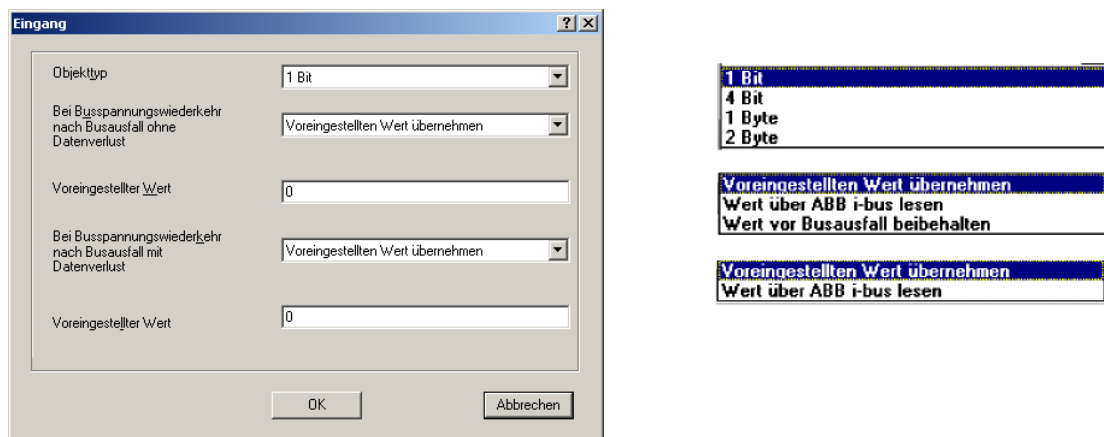 Eingang
Objekttyp
1 Bit
Bei Busspannungswiederkehr
nach Busausfall ohne
Datenverlust
Voreingestellten Wert übernehmen
Voreingestellter Wert
0
Bei Busspannungswiederkehr
nach Busausfall mit
Datenverlust
Voreingestellten Wert übernehmen
Voreingestellter Wert
0
OK
Abbrechen
1 Bit
4 Bit
1 Byte
2 Byte
Voreingestellten Wert übernehmen
Wert über ABB i-bus lesen
Wert vor Busausfall beibehalten
Voreingestellten Wert übernehmen
Wert über ABB i-bus lesen